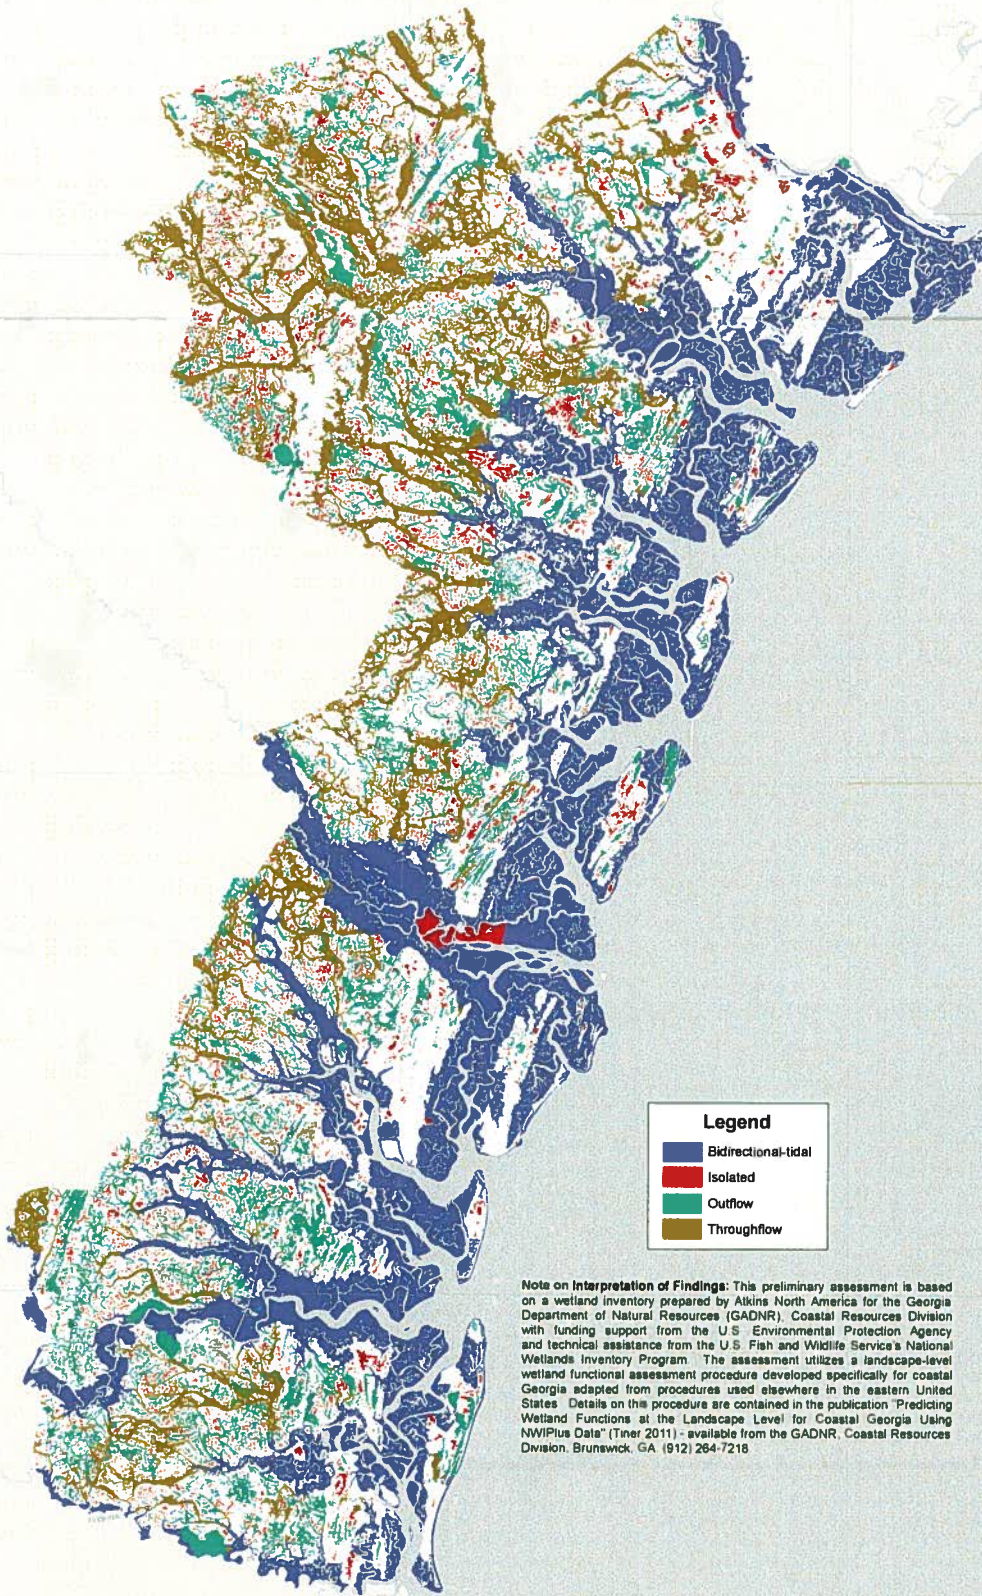 Legend
Bidirectional-tidal
Isolated
Outflow
Throughflow
Note on Interpretation of Findings: This preliminary assessment is based
on a wetland inventory prepared by Atkins North America for the Georgia
Department of Natural Resources (GADNR), Coastal Resources Division
with funding support from the U.S. Environmental Protection Agency
and technical assistance from the U.S. Fish and Wildlife Service's National
Wetlands Inventory Program. The assessment utilizes a landscape-level
wetland functional assessment procedure developed specifically for coastal
Georgia adapted from procedures used elsewhere in the eastern United
States. Details on this procedure are contained in the publication "Predicting
Wetland Functions at the Landscape Level for Coastal Georgia Using
NWIPlus Data" (Tiner 2011) - available from the GADNR, Coastal Resources
Division, Brunswick, GA (912) 264-7218